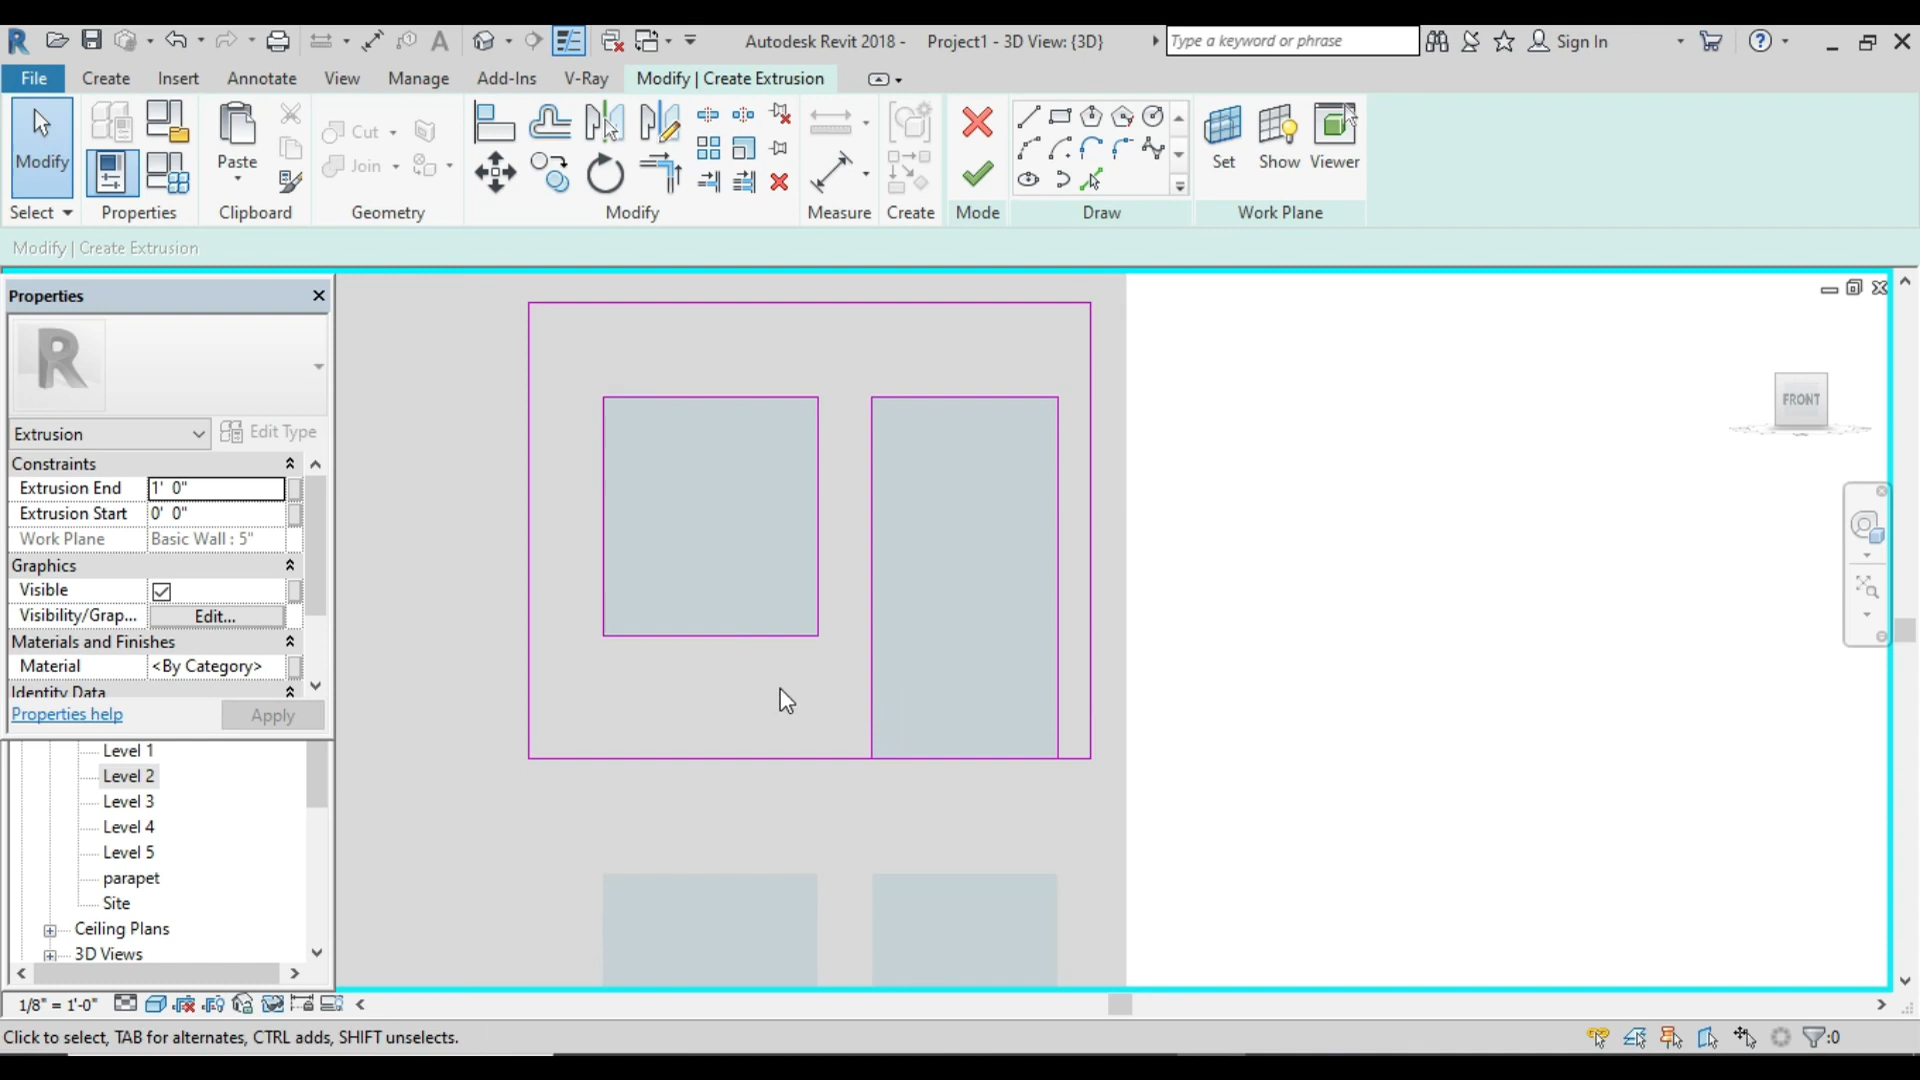 Autodesk Revit 2018 - Project1 - 3D View: {3D}
Type a keyword or phrase
Sign In
File Create Insert Annotate View Manage Add-Ins V-Ray Modify | Create Extrusion
Modify
Paste
Cut
Join
Set Show Viewer
Select Properties Clipboard Geometry Modify Measure Create Mode Draw Work Plane
Modify | Create Extrusion
Properties
R
Extrusion Edit Type
Constraints
Extrusion End 1' 0"
Extrusion Start 0' 0"
Work Plane Basic Wall : 5"
Graphics
Visible
Visibility/Grap... Edit...
Materials and Finishes
Material <By Category>
Identity Data
Properties help Apply
Level 1
Level 2
Level 3
Level 4
Level 5
parapet
Site
Ceiling Plans
3D Views
FRONT
1/8" = 1'-0"
Click to select, TAB for alternates, CTRL adds, SHIFT unselects.
:0